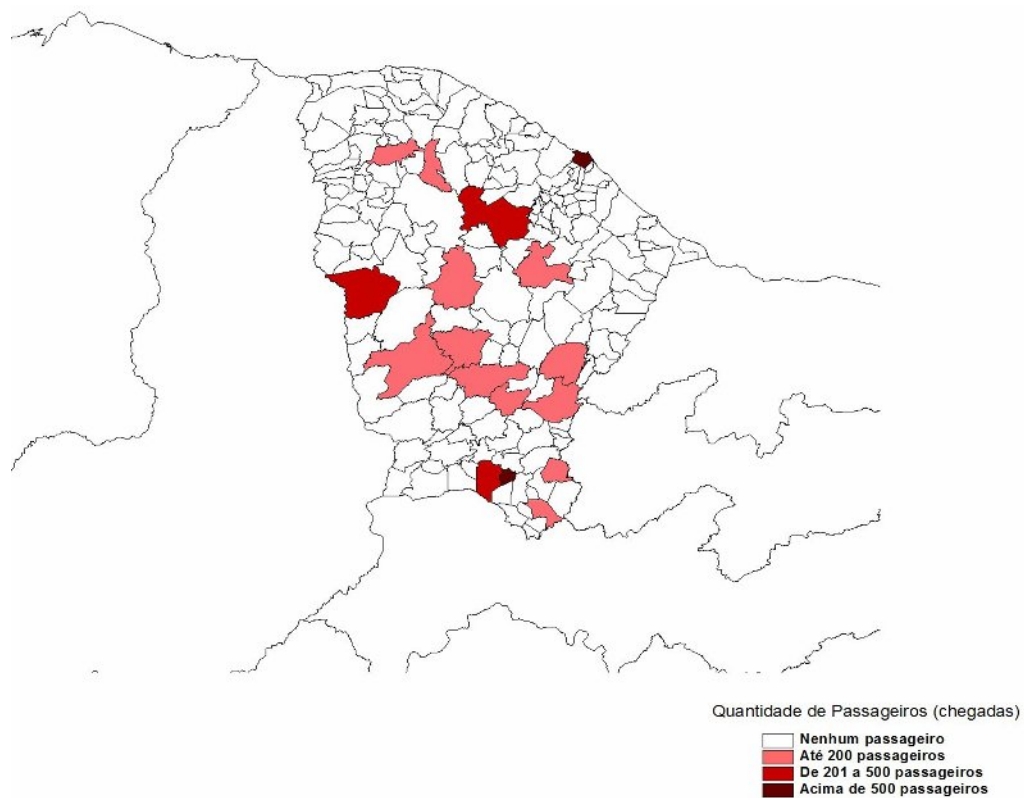 Quantidade de Passageiros (chegadas)
Nenhum passageiro
Até 200 passageiros
De 201 a 500 passageiros
Acima de 500 passageiros